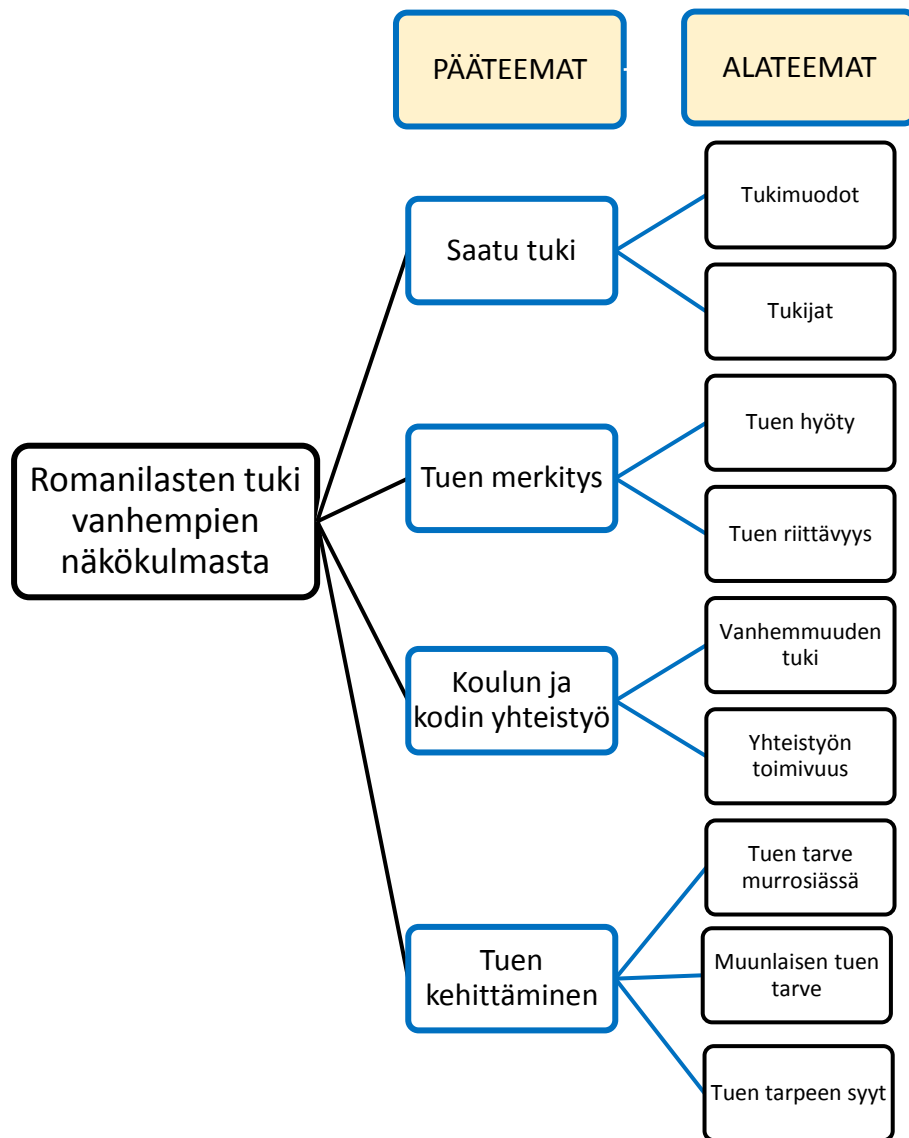 PÄÄTEEMAT
ALATEEMAT
Romanilasten tuki
vanhempien
näkökulmasta
Saatu tuki
Tukimuodot
Tukijat
Tuen merkitys
Tuen hyöty
Tuen riittävyys
Koulun ja
kodin yhteistyö
Vanhemmuuden
tuki
Yhteistyön
toimivuus
Tuen
kehittäminen
Tuen tarve
murrosiässä
Muunlaisen tuen
tarve
Tuen tarpeen syyt